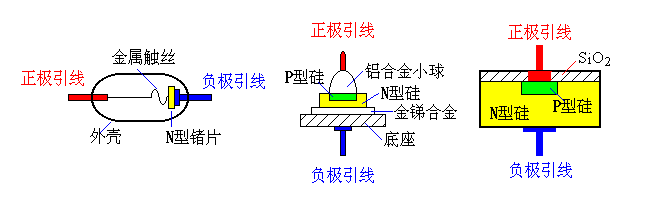 金属触丝
正极引线
负极引线
外壳
N型锗片
正极引线
P型硅
铝合金小球
N型硅
金锑合金
底座
负极引线
正极引线
SiO2
N型硅
P型硅
负极引线